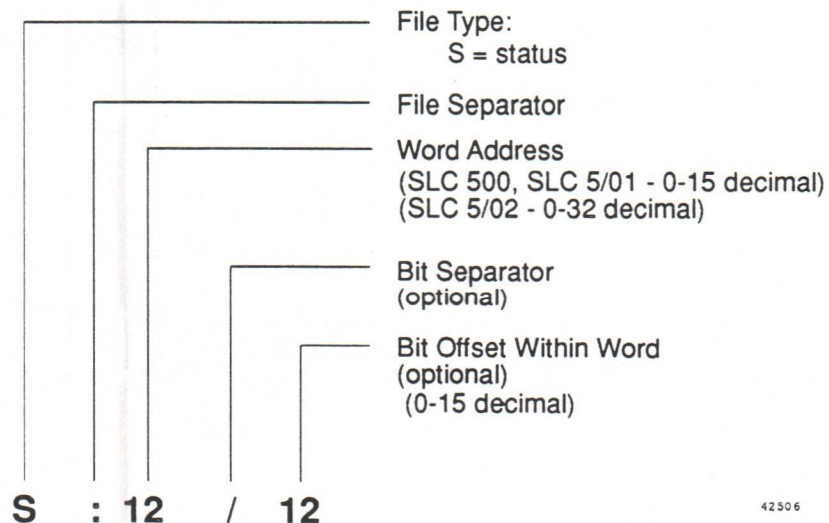 File Type:
S = status
File Separator
Word Address
(SLC 500, SLC 5/01 - 0-15 decimal)
(SLC 5/02 - 0-32 decimal)
Bit Separator
(optional)
Bit Offset Within Word
(optional)
(0-15 decimal)
S : 12 / 12
42506